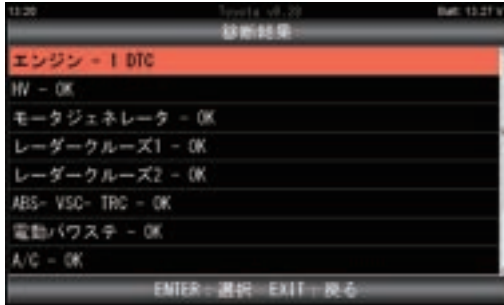 13:20 Toyota v8.20 Batt: 13.27 V
診断結果
エンジン - 1 DTC
HV - OK
モータジェネレータ - OK
レーダークルーズ1 - OK
レーダークルーズ2 - OK
ABS- VSC- TRC - OK
電動パワステ - OK
A/C - OK
ENTER : 選択 EXIT : 戻る